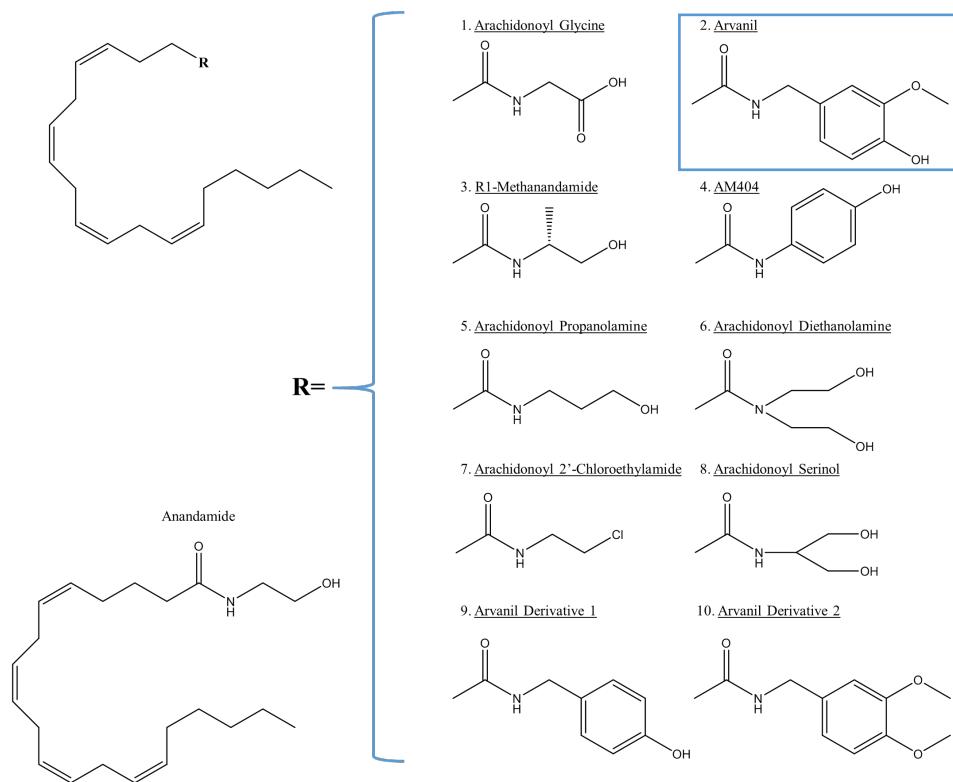 1. Arachidonoyl Glycine
2. Arvanil
R
O
N
H
OH
O
O
N
H
O
OH
3. R1-Methanandamide
4. AM404
O
N
H
OH
O
N
H
OH
5. Arachidonoyl Propanolamine
6. Arachidonoyl Diethanolamine
R=
O
N
H
OH
O
N
OH
OH
7. Arachidonoyl 2’-Chloroethylamide
8. Arachidonoyl Serinol
O
N
H
Cl
O
N
H
OH
OH
Anandamide
O
N
H
OH
9. Arvanil Derivative 1
10. Arvanil Derivative 2
O
N
H
OH
O
N
H
O
O